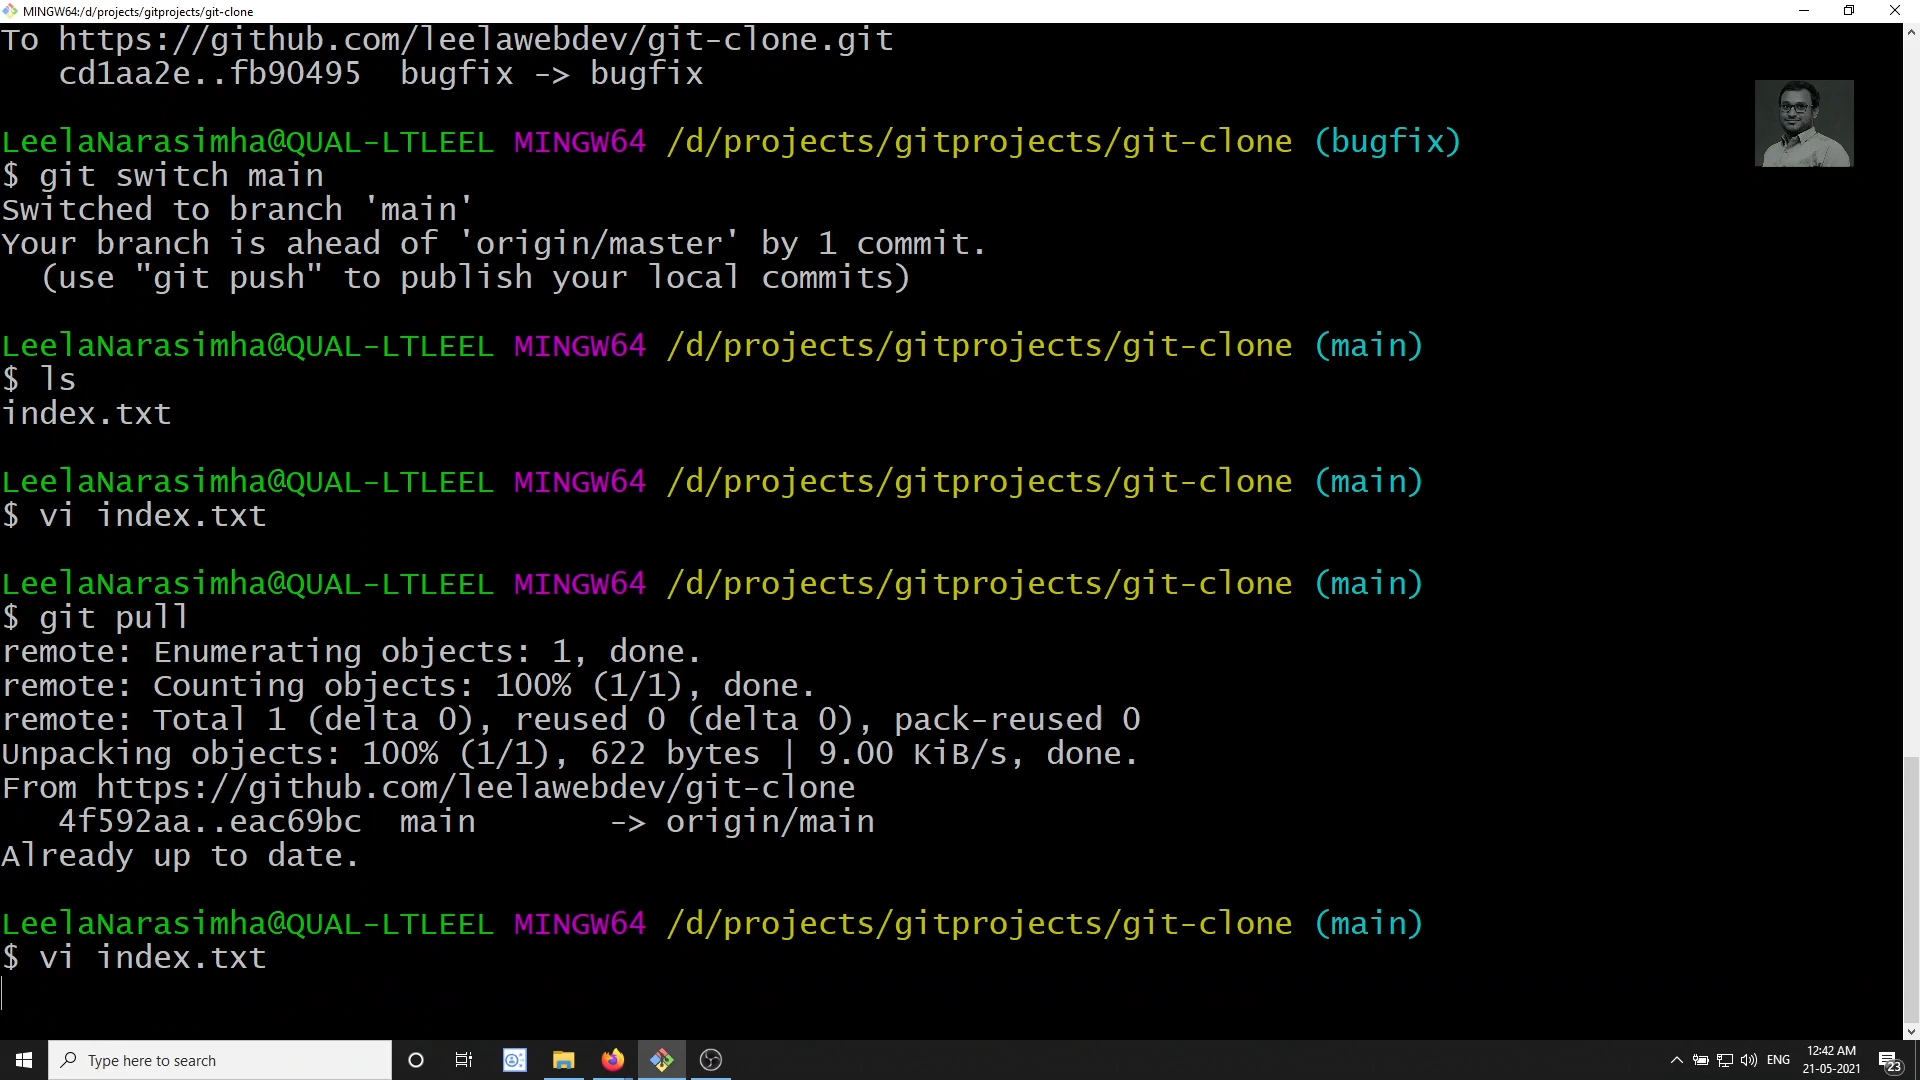 MINGW64:/d/projects/gitprojects/git-clone
To https://github.com/leelawebdev/git-clone.git
   cd1aa2e..fb90495  bugfix -> bugfix
LeelaNarasimha@QUAL-LTLEEL MINGW64 /d/projects/gitprojects/git-clone (bugfix)
$ git switch main
Switched to branch 'main'
Your branch is ahead of 'origin/master' by 1 commit.
  (use "git push" to publish your local commits)
LeelaNarasimha@QUAL-LTLEEL MINGW64 /d/projects/gitprojects/git-clone (main)
$ ls
index.txt
LeelaNarasimha@QUAL-LTLEEL MINGW64 /d/projects/gitprojects/git-clone (main)
$ vi index.txt
LeelaNarasimha@QUAL-LTLEEL MINGW64 /d/projects/gitprojects/git-clone (main)
$ git pull
remote: Enumerating objects: 1, done.
remote: Counting objects: 100% (1/1), done.
remote: Total 1 (delta 0), reused 0 (delta 0), pack-reused 0
Unpacking objects: 100% (1/1), 622 bytes | 9.00 KiB/s, done.
From https://github.com/leelawebdev/git-clone
   4f592aa..eac69bc  main       -> origin/main
Already up to date.
LeelaNarasimha@QUAL-LTLEEL MINGW64 /d/projects/gitprojects/git-clone (main)
$ vi index.txt
Type here to search
ENG
12:42 AM
21-05-2021
23